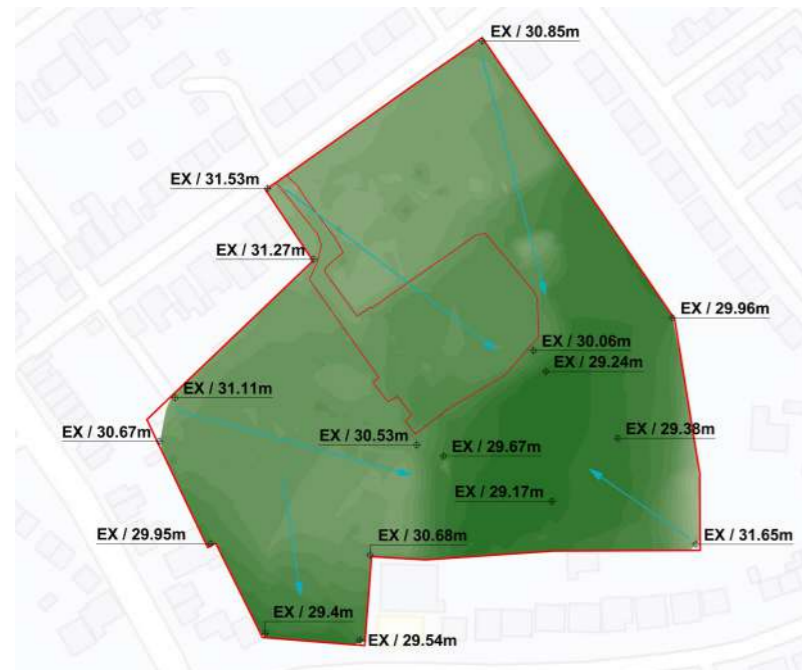 EX / 30.85m
EX / 31.53m
EX / 31.27m
EX / 29.96m
EX / 30.06m
EX / 29.24m
EX / 31.11m
EX / 30.67m
EX / 30.53m
EX / 29.38m
EX / 29.67m
EX / 29.17m
EX / 29.95m
EX / 30.68m
EX / 31.65m
EX / 29.4m
EX / 29.54m